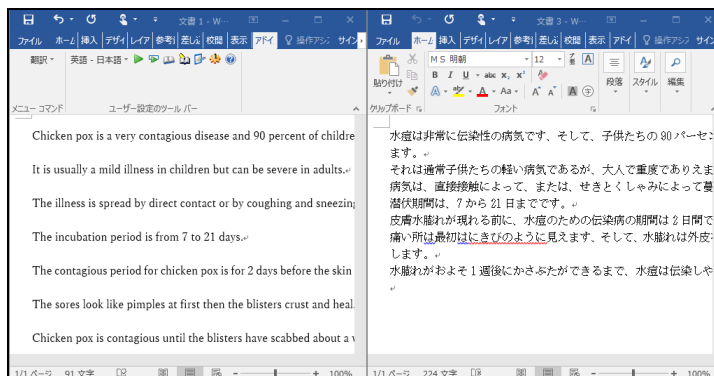 文書 1 - W…
ファイル ホーム 挿入 デザイ レイア 参考 差し込 校閲 表示 アドイ 操作アシ サイン
翻訳 英語 - 日本語
メニュー コマンド ユーザー設定のツール バー
Chicken pox is a very contagious disease and 90 percent of childre
It is usually a mild illness in children but can be severe in adults.
The illness is spread by direct contact or by coughing and sneezing
The incubation period is from 7 to 21 days.
The contagious period for chicken pox is for 2 days before the skin
The sores look like pimples at first then the blisters crust and heal.
Chicken pox is contagious until the blisters have scabbed about a
1/1 ページ 91 文字 100%
文書 3 - W…
ファイル ホーム 挿入 デザイ レイア 参考 差し込 校閲 表示 アドイ 操作アシ サイン
貼り付け
ＭＳ 明朝 12
B I U abc x₂ x²
A A Aa A A A 字
段落 スタイル 編集
クリップボード フォント
水痘は非常に伝染性の病気です、そして、子供たちの 90 パーセン
ます。
それは通常子供たちの軽い病気であるが、大人で重度でありえま
病気は、直接接触によって、または、せきとくしゃみによって蔓
潜伏期間は、7 から 21 日までです。
皮膚水膨れが現れる前に、水痘のための伝染病の期間は 2 日間で
痛い所は最初はにきびのように見えます、そして、水膨れは外皮を
します。
水膨れがおよそ 1 週後にかさぶたができるまで、水痘は伝染しや
1/1 ページ 224 文字 100%